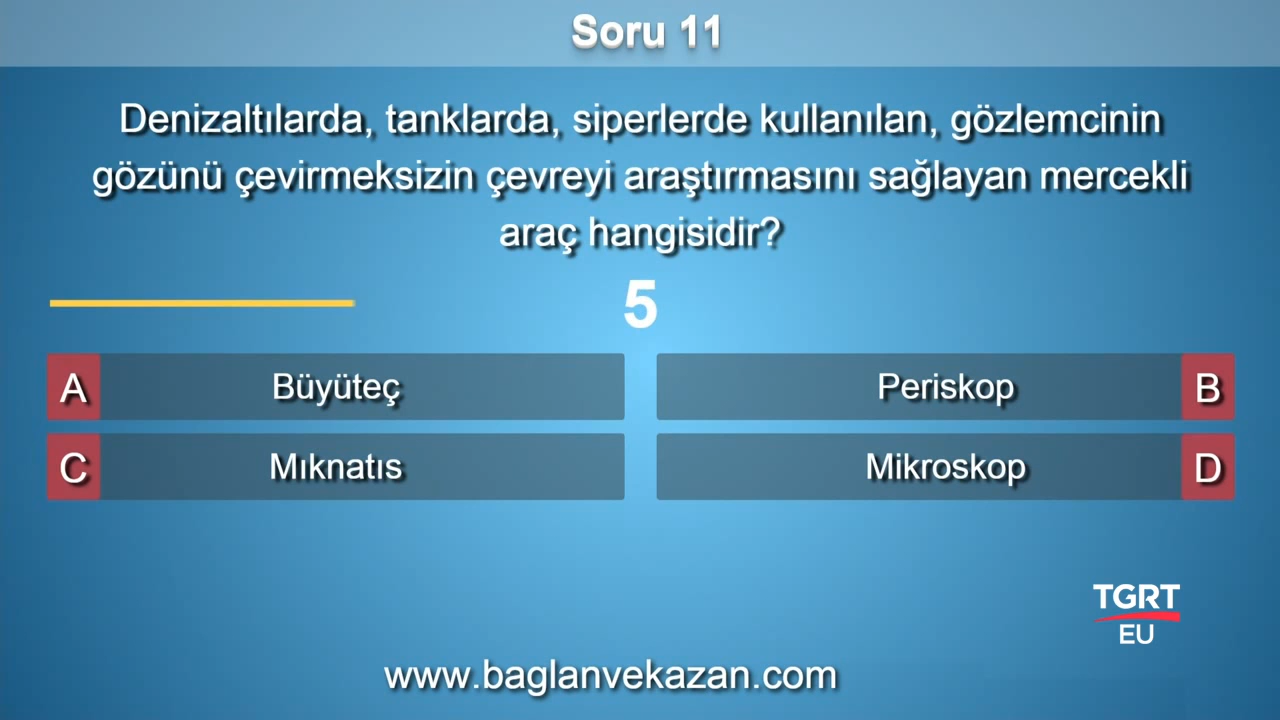 Soru 11
Denizaltılarda, tanklarda, siperlerde kullanılan, gözlemcinin
gözünü çevirmeksizin çevreyi araştırmasını sağlayan mercekli
araç hangisidir?
5
A Büyüteç
Periskop B
C Mıknatıs
Mikroskop D
TGRT
EU
www.baglanvekazan.com